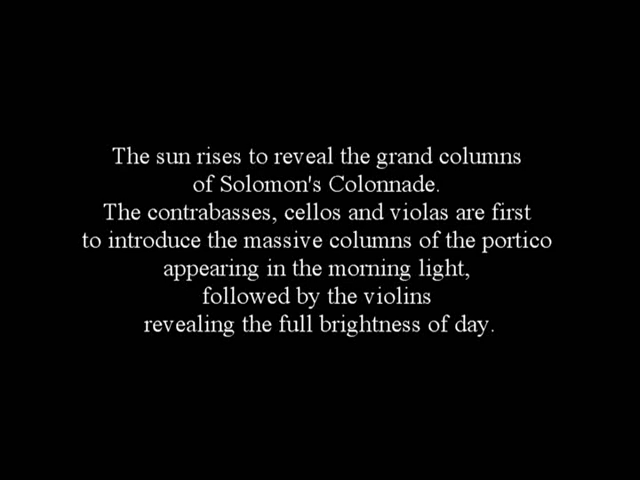 The sun rises to reveal the grand columns
of Solomon's Colonnade.
The contrabasses, cellos and violas are first
to introduce the massive columns of the portico
appearing in the morning light,
followed by the violins
revealing the full brightness of day.